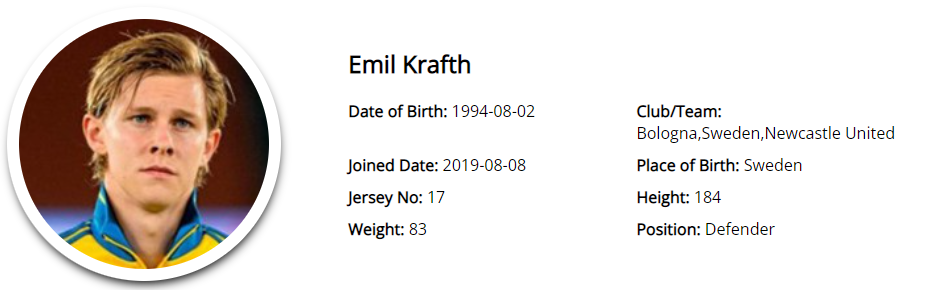 Emil Krafth
Date of Birth: 1994-08-02
Club/Team:
Bologna,Sweden,Newcastle United
Joined Date: 2019-08-08
Place of Birth: Sweden
Jersey No: 17
Height: 184
Weight: 83
Position: Defender